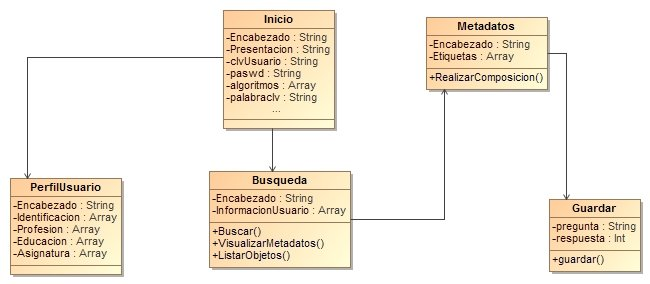 Inicio
-Encabezado : String
-Presentacion : String
-clvUsuario : String
-paswd : String
-algoritmos : Array
-palabraclv : String
...
Metadatos
-Encabezado : String
-Etiquetas : Array
+RealizarComposicion()
PerfilUsuario
-Encabezado : String
-Identificacion : Array
-Profesion : Array
-Educacion : Array
-Asignatura : Array
Busqueda
-Encabezado : String
-InformacionUsuario : Array
+Buscar()
+VisualizarMetadatos()
+ListarObjetos()
Guardar
-pregunta : String
-respuesta : Int
+guardar()